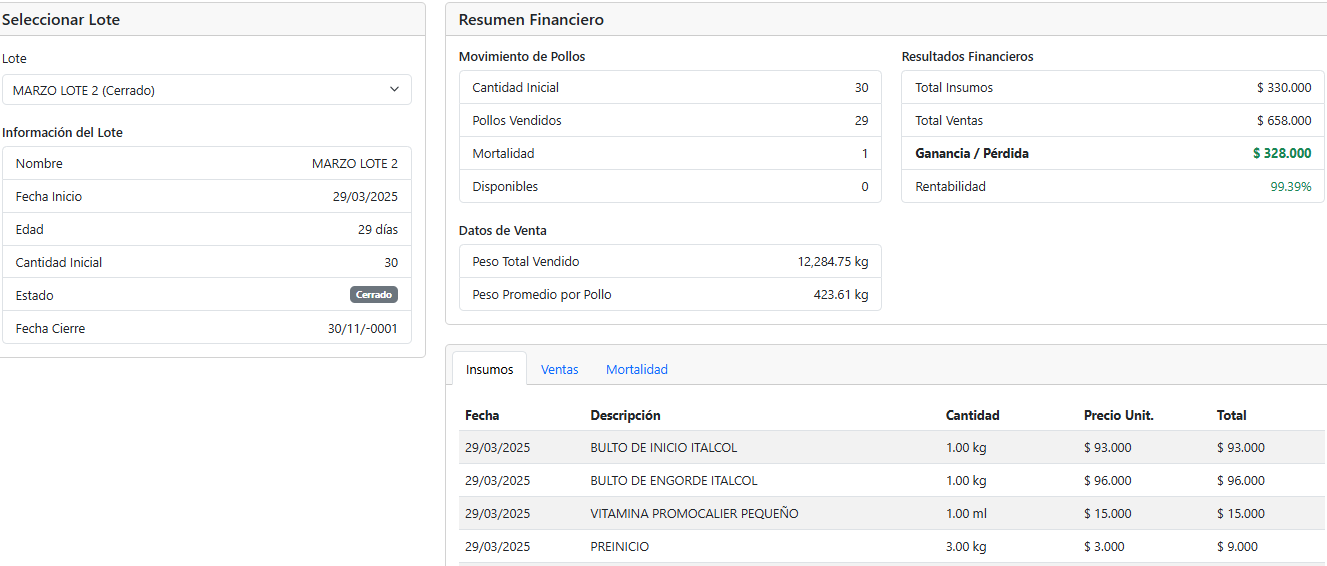 Seleccionar Lote
Lote
MARZO LOTE 2 (Cerrado)
Información del Lote
Nombre MARZO LOTE 2
Fecha Inicio 29/03/2025
Edad 29 días
Cantidad Inicial 30
Estado Cerrado
Fecha Cierre 30/11/-0001
Resumen Financiero
Movimiento de Pollos
Cantidad Inicial 30
Pollos Vendidos 29
Mortalidad 1
Disponibles 0
Resultados Financieros
Total Insumos $ 330.000
Total Ventas $ 658.000
Ganancia / Pérdida $ 328.000
Rentabilidad 99.39%
Datos de Venta
Peso Total Vendido 12,284.75 kg
Peso Promedio por Pollo 423.61 kg
Insumos Ventas Mortalidad
Fecha Descripción Cantidad Precio Unit. Total
29/03/2025 BULTO DE INICIO ITALCOL 1.00 kg $ 93.000 $ 93.000
29/03/2025 BULTO DE ENGORDE ITALCOL 1.00 kg $ 96.000 $ 96.000
29/03/2025 VITAMINA PROMOCALIER PEQUEÑO 1.00 ml $ 15.000 $ 15.000
29/03/2025 PREINICIO 3.00 kg $ 3.000 $ 9.000